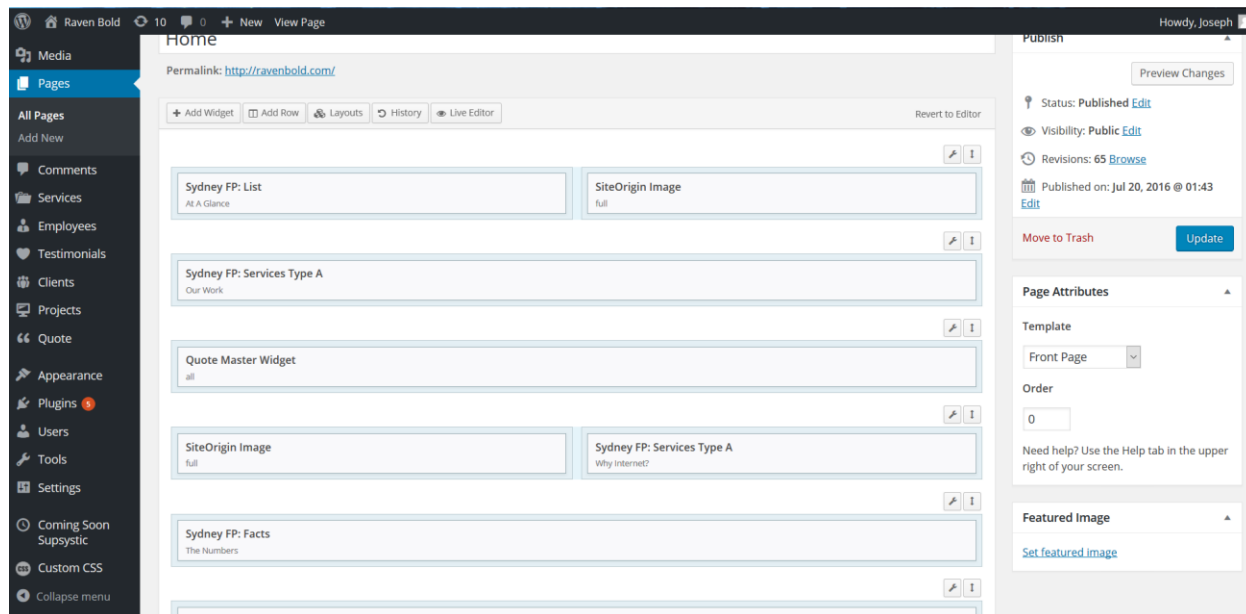 Raven Bold 10 0 + New View Page Howdy, Joseph
Media
Pages
All Pages
Add New
Comments
Services
Employees
Testimonials
Clients
Projects
Quote
Appearance
Plugins 5
Users
Tools
Settings
Coming Soon
Supsystic
Custom CSS
Collapse menu
Home
Permalink: http://ravenbold.com/
Add Widget Add Row Layouts History Live Editor Revert to Editor
Sydney FP: List
At A Glance
SiteOrigin Image
full
Sydney FP: Services Type A
Our Work
Quote Master Widget
all
SiteOrigin Image
full
Sydney FP: Services Type A
Why Internet?
Sydney FP: Facts
The Numbers
Publish
Preview Changes
Status: Published Edit
Visibility: Public Edit
Revisions: 65 Browse
Published on: Jul 20, 2016 @ 01:43
Edit
Move to Trash Update
Page Attributes
Template
Front Page
Order
0
Need help? Use the Help tab in the upper
right of your screen.
Featured Image
Set featured image